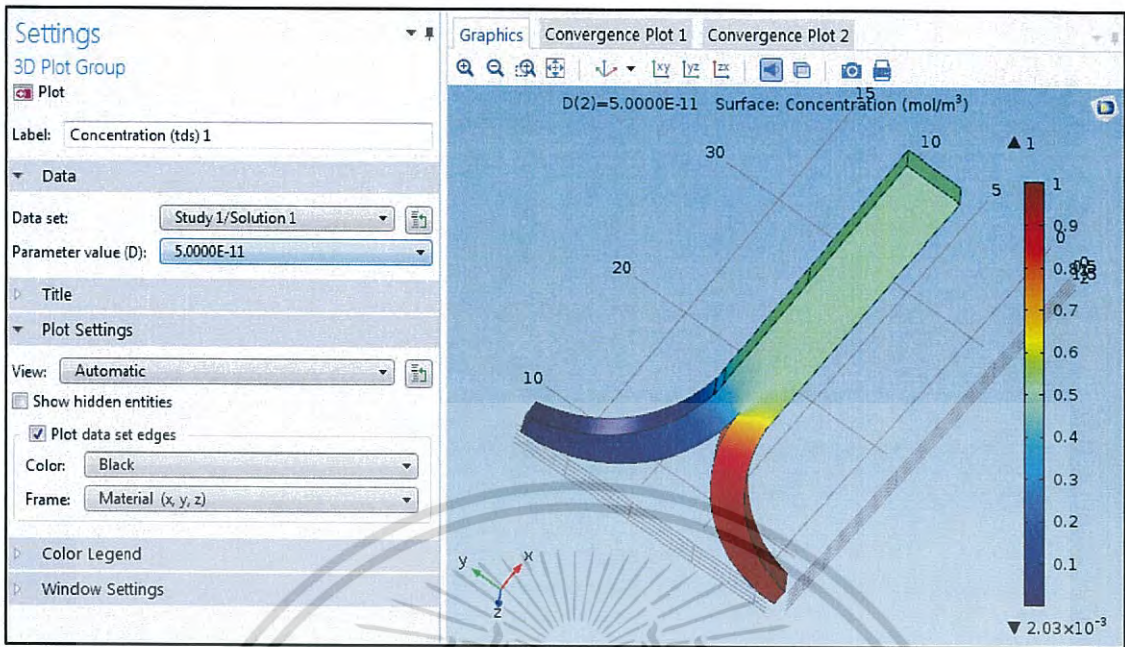 Settings
3D Plot Group
Plot
Label: Concentration (tds) 1
Data
Data set: Study 1/Solution 1
Parameter value (D): 5.0000E-11
Title
Plot Settings
View: Automatic
Show hidden entities
Plot data set edges
Color: Black
Frame: Material (x, y, z)
Color Legend
Window Settings
Graphics Convergence Plot 1 Convergence Plot 2
xy yz zx
D(2)=5.0000E-11 Surface: Concentration (mol/m³)
15
10
5
0
30
20
10
y x
z
▲ 1
1
0.9
0.8
0.7
0.6
0.5
0.4
0.3
0.2
0.1
▼ 2.03×10⁻³